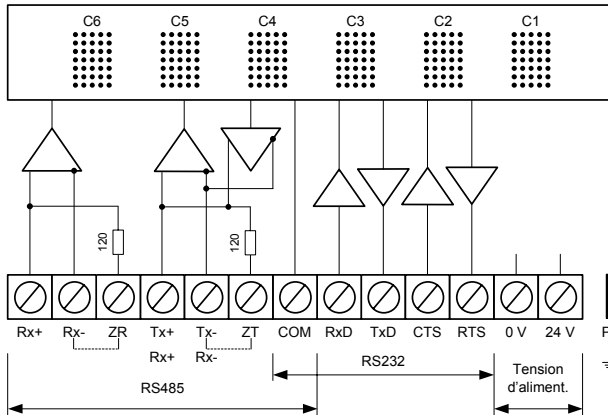 C6 C5 C4 C3 C2 C1
120 120
Rx+ Rx- ZR Tx+ Tx- ZT COM RxD TxD CTS RTS 0 V 24 V
Rx+ Rx-
RS232
RS485
Tension
d'aliment.